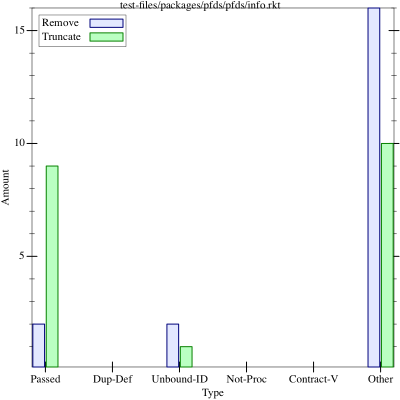 test-files/packages/pfds/pfds/info.rkt
Remove
Truncate
15
10
5
Amount
Passed Dup-Def Unbound-ID Not-Proc Contract-V Other
Type